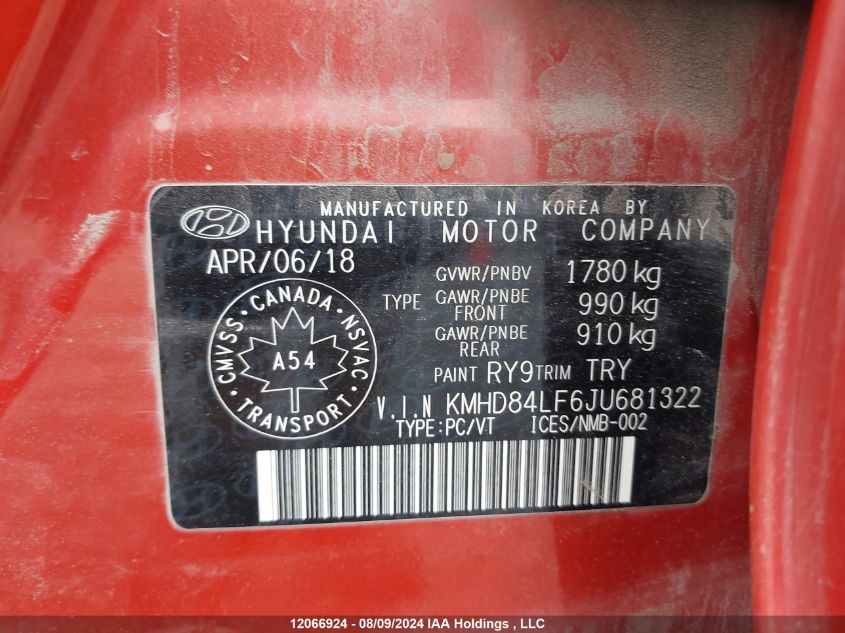 MANUFACTURED IN KOREA BY
HYUNDAI MOTOR COMPANY
APR/06/18
GVWR/PNBV 1780 kg
TYPE GAWR/PNBE FRONT 990 kg
GAWR/PNBE REAR 910 kg
CMVSS · CANADA · NSVAC
A54
· TRANSPORT ·
PAINT RY9 TRIM TRY
V.I.N KMHD84LF6JU681322
TYPE:PC/VT ICES/NMB-002
12066924 - 08/09/2024 IAA Holdings , LLC